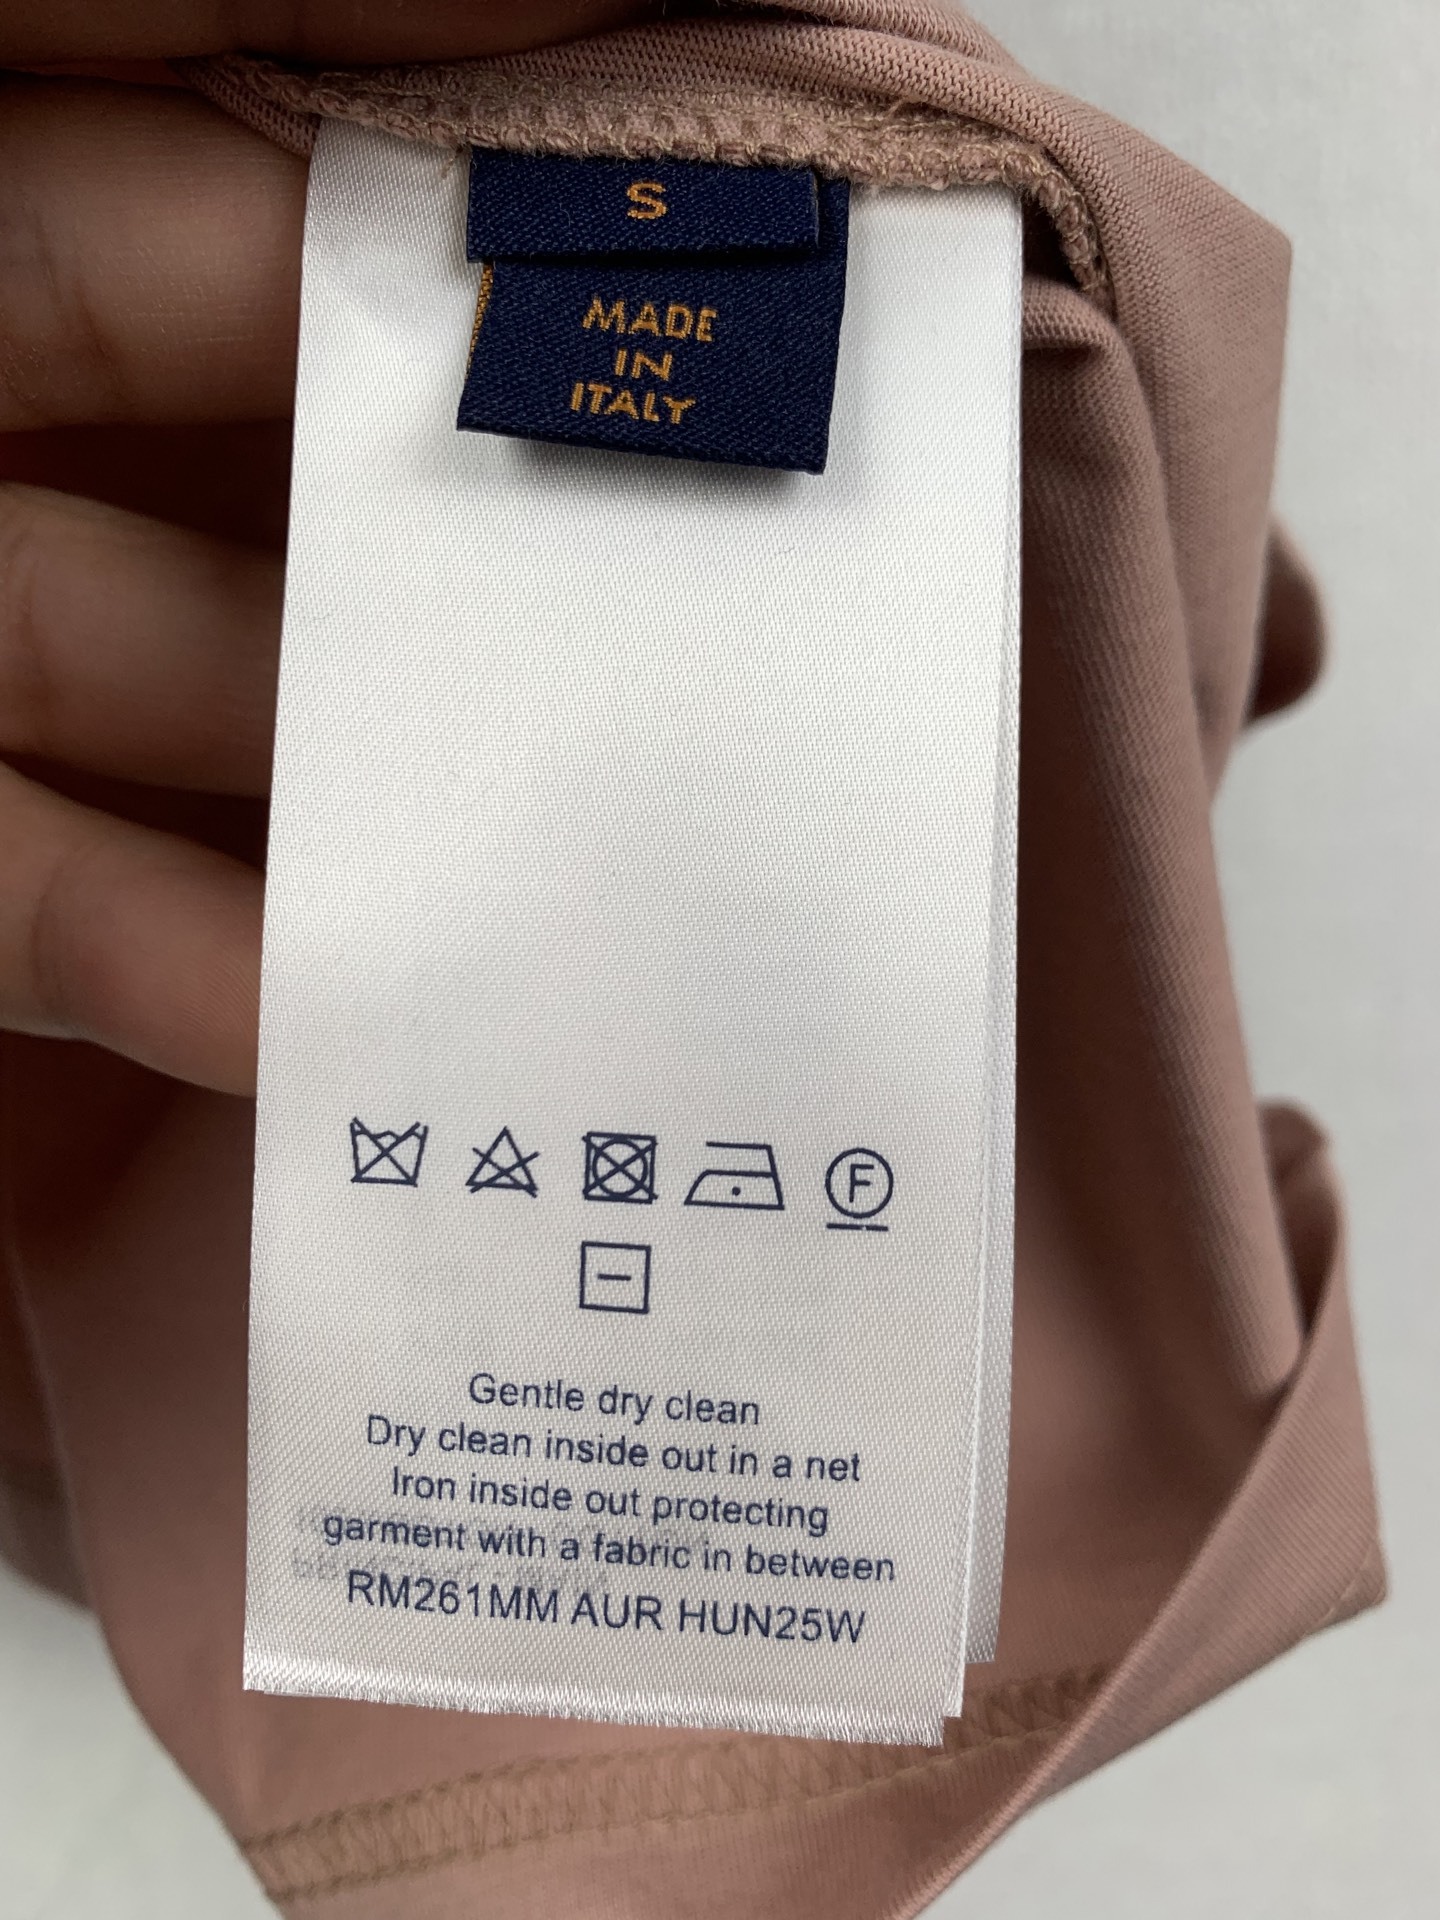 S
MADE
IN
ITALY
F
Gentle dry clean
Dry clean inside out in a net
Iron inside out protecting
garment with a fabric in between
RM261MM AUR HUN25W